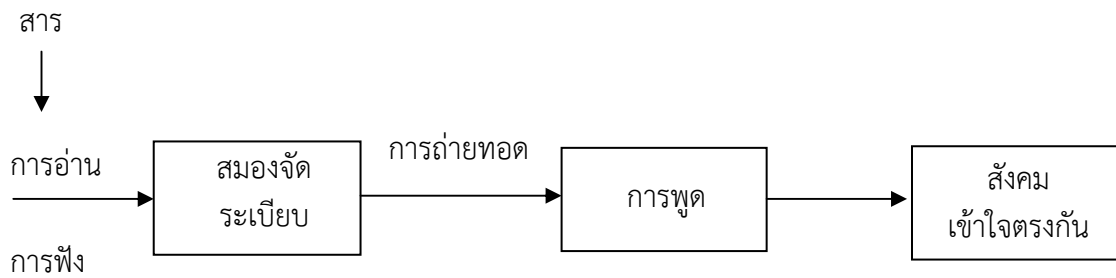 สาร
การอ่าน
การฟัง
สมองจัด
ระเบียบ
การถ่ายทอด
การพูด
สังคม
เข้าใจตรงกัน